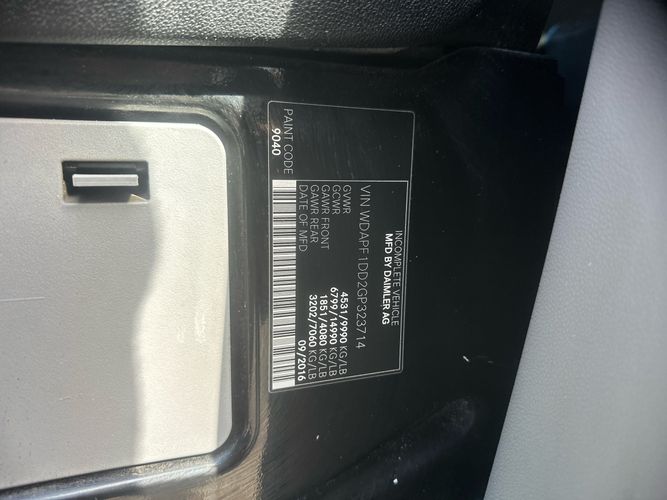 INCOMPLETE VEHICLE
MFD BY DAIMLER AG
VIN WDAPF1DD2GP323714
GVWR 4531/9990 KG/LB
GCWR 6799/14990 KG/LB
GAWR FRONT 1851/4080 KG/LB
GAWR REAR 3202/7060 KG/LB
DATE OF MFD 09/2016
PAINT CODE
9040